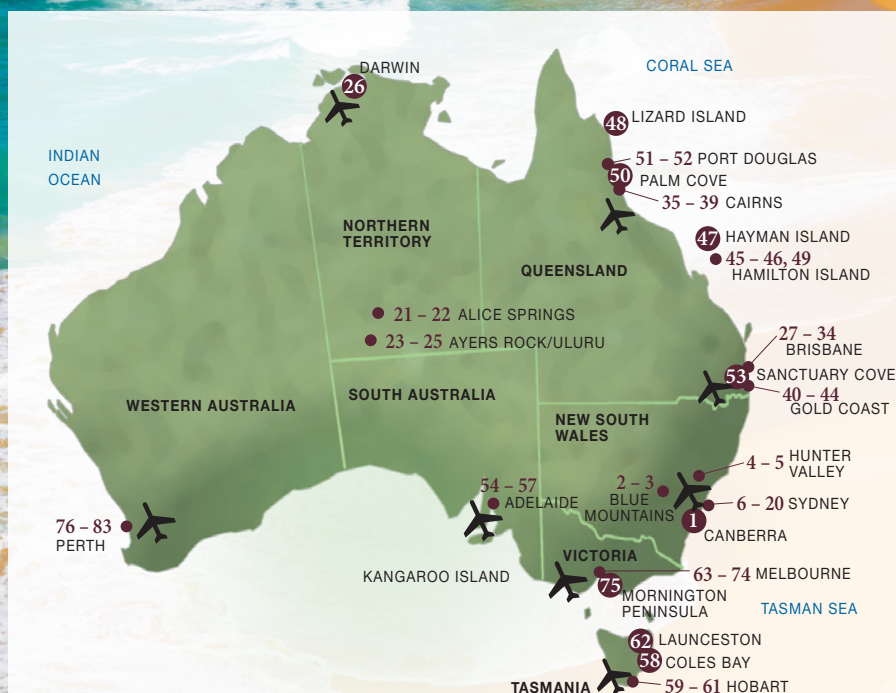 DARWIN
26
CORAL SEA
48 LIZARD ISLAND
INDIAN
OCEAN
51 – 52 PORT DOUGLAS
50 PALM COVE
35 – 39 CAIRNS
NORTHERN
TERRITORY
47 HAYMAN ISLAND
45 – 46, 49
HAMILTON ISLAND
QUEENSLAND
21 – 22 ALICE SPRINGS
23 – 25 AYERS ROCK/ULURU
27 – 34
BRISBANE
53 SANCTUARY COVE
40 – 44
GOLD COAST
WESTERN AUSTRALIA
SOUTH AUSTRALIA
NEW SOUTH
WALES
4 – 5 HUNTER
VALLEY
2 – 3
BLUE
MOUNTAINS
54 – 57
ADELAIDE
6 – 20 SYDNEY
1
CANBERRA
76 – 83
PERTH
VICTORIA
KANGAROO ISLAND
63 – 74 MELBOURNE
75 MORNINGTON
PENINSULA
TASMAN SEA
62 LAUNCESTON
58 COLES BAY
TASMANIA
59 – 61 HOBART